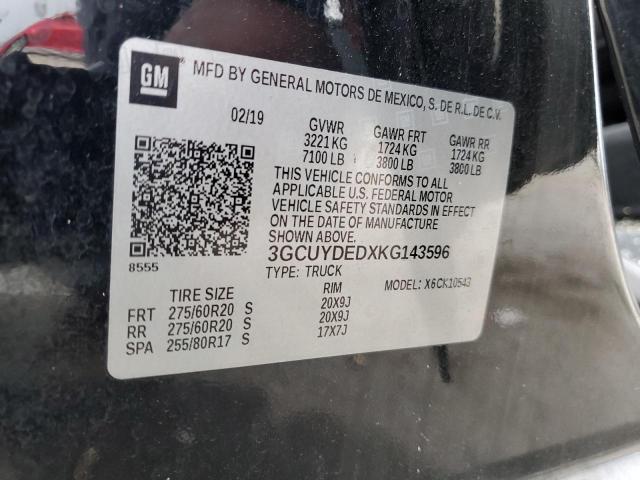 GM
MFD BY GENERAL MOTORS DE MEXICO, S. DE R.L. DE C.V.
02/19 GVWR GAWR FRT GAWR RR
3221 KG 1724 KG 1724 KG
7100 LB 3800 LB 3800 LB
THIS VEHICLE CONFORMS TO ALL
APPLICABLE U.S. FEDERAL MOTOR
VEHICLE SAFETY STANDARDS IN EFFECT
ON THE DATE OF MANUFACTURE
SHOWN ABOVE.
8555 3GCUYDEDXKG143596
TYPE: TRUCK MODEL: X6CK10543
TIRE SIZE RIM
FRT 275/60R20 S 20X9J
RR 275/60R20 S 20X9J
SPA 255/80R17 S 17X7J